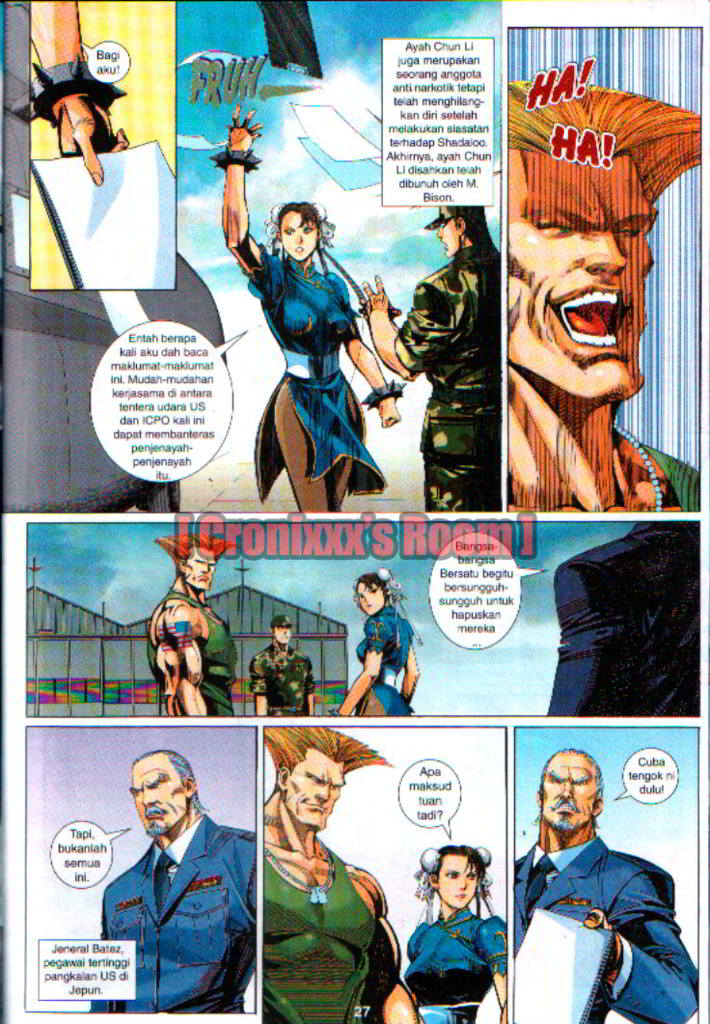 Bagi
aku!
FRUH
Ayah Chun Li
juga merupakan
seorang anggota
anti narkotik tetapi
telah menghilang-
kan diri setelah
melakukan siasatan
terhadap Shadaloo.
Akhirnya, ayah Chun
Li disahkan telah
dibunuh oleh M.
Bison.
HA!
HA!
Entah berapa
kali aku dah baca
maklumat-maklumat
ini. Mudah-mudahan
kerjasama di antara
tentera udara US
dan ICPO kali ini
dapat membanteras
penjenayah-
penjenayah
itu.
[ Cronixxx's Room ]
Bangsa-
bangsa
Bersatu begitu
bersungguh-
sungguh untuk
hapuskan
mereka
...
Tapi,
bukanlah
semua
ini.
Jeneral Batez,
pegawai tertinggi
pangkalan US di
Jepun.
Apa
maksud
tuan
tadi?
Cuba
tengok ni
dulu!
27